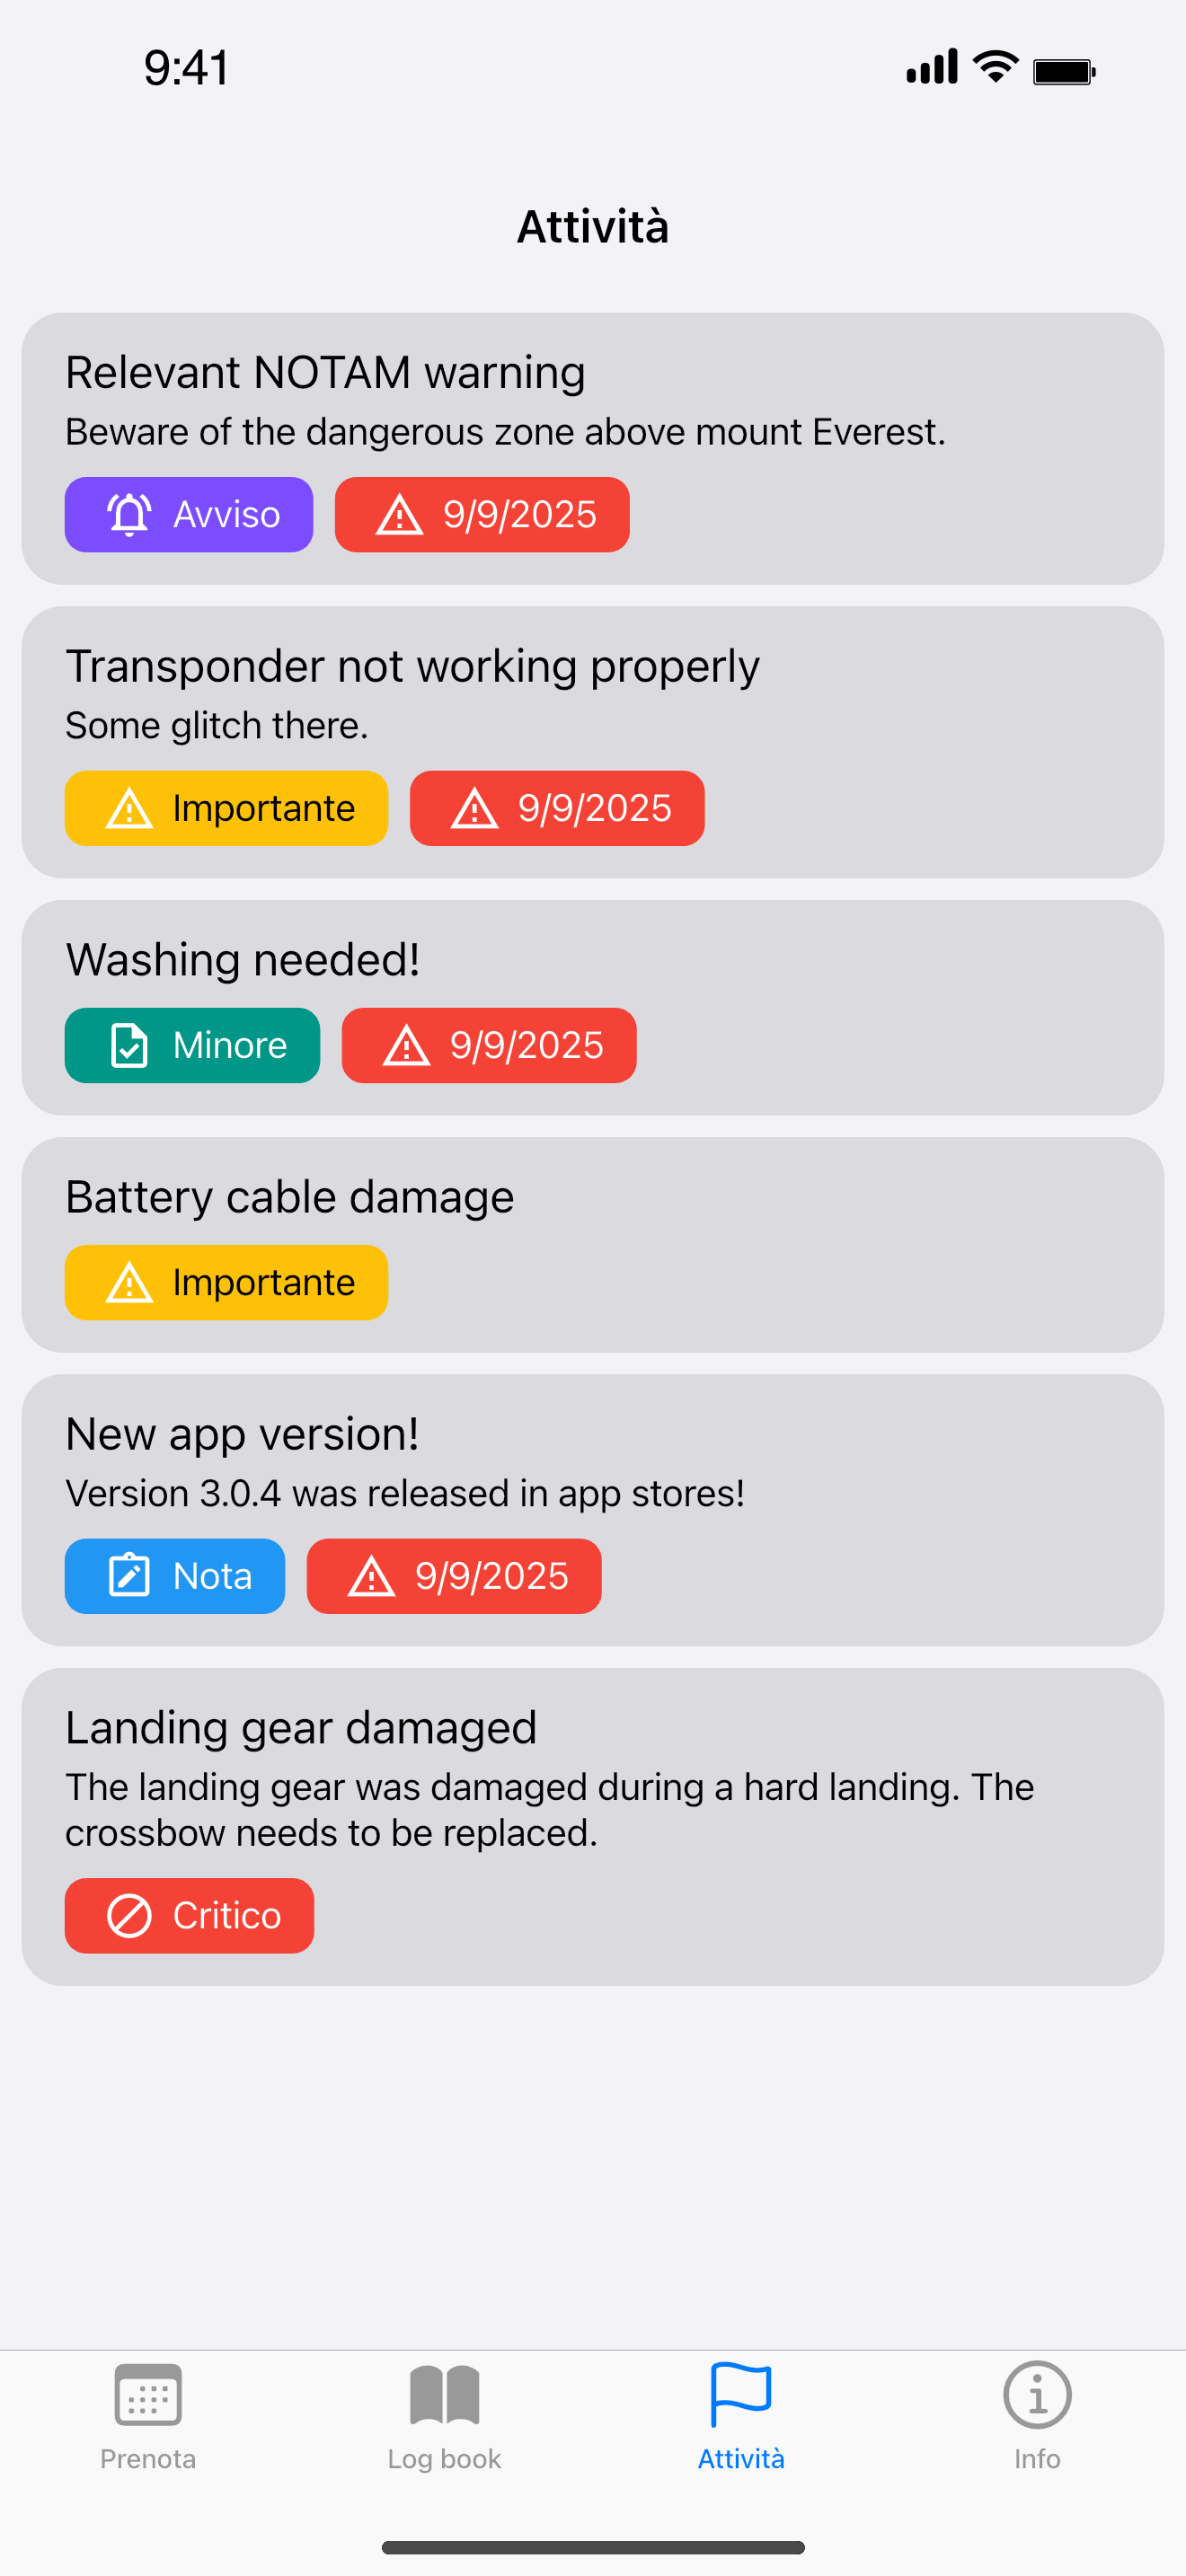 9:41
Attività
Relevant NOTAM warning
Beware of the dangerous zone above mount Everest.
Avviso 9/9/2025
Transponder not working properly
Some glitch there.
Importante 9/9/2025
Washing needed!
Minore 9/9/2025
Battery cable damage
Importante
New app version!
Version 3.0.4 was released in app stores!
Nota 9/9/2025
Landing gear damaged
The landing gear was damaged during a hard landing. The
crossbow needs to be replaced.
Critico
Prenota Log book Attività Info